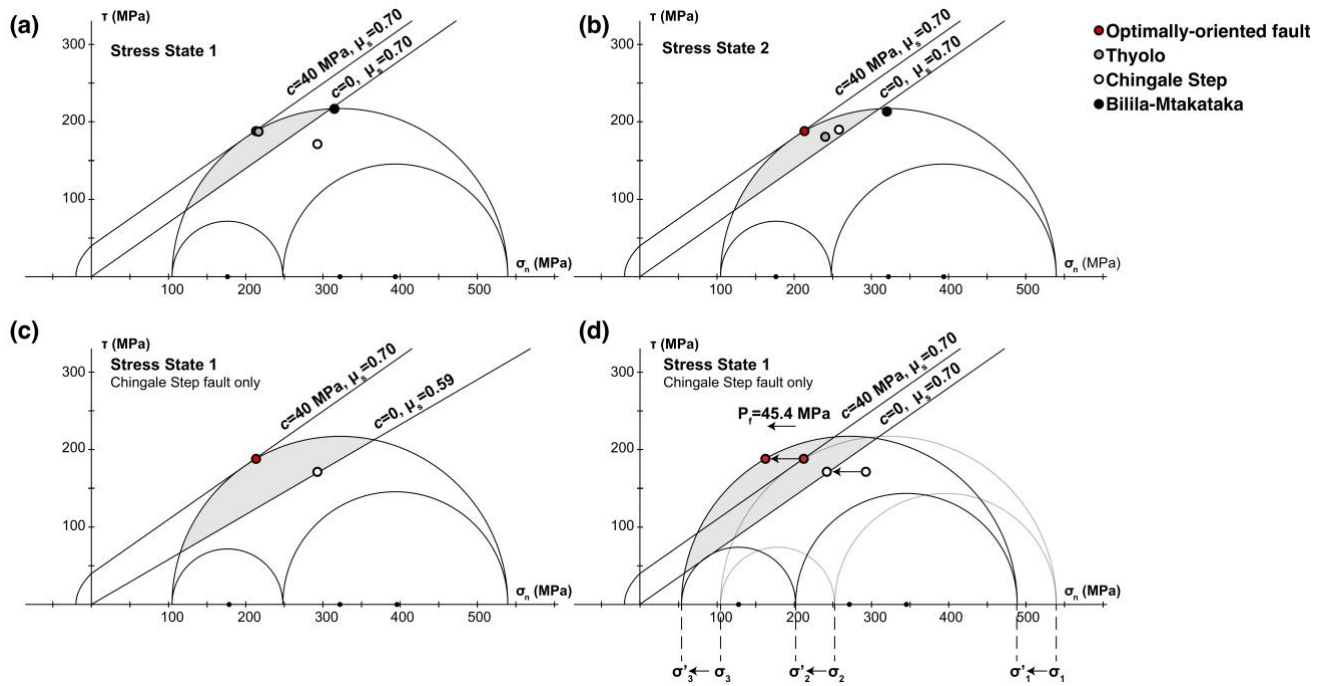 (a)
τ (MPa)
Stress State 1
c=40 MPa, μs=0.70
c=0, μs=0.70
300
200
100
100 200 300 400 500
σn (MPa)
(b)
τ (MPa)
Stress State 2
c=40 MPa, μs=0.70
c=0, μs=0.70
300
200
100
100 200 300 400 500
σn (MPa)
Optimally-oriented fault
Thyolo
Chingale Step
Bilila-Mtakataka
(c)
τ (MPa)
Stress State 1
Chingale Step fault only
c=40 MPa, μs=0.70
c=0, μs=0.59
300
200
100
100 200 300 400 500
σn (MPa)
(d)
τ (MPa)
Stress State 1
Chingale Step fault only
c=40 MPa, μs=0.70
c=0, μs=0.70
Pf=45.4 MPa
300
200
100
100 200 300 400 500
σn (MPa)
σ'3 σ3 σ'2 σ2 σ'1 σ1